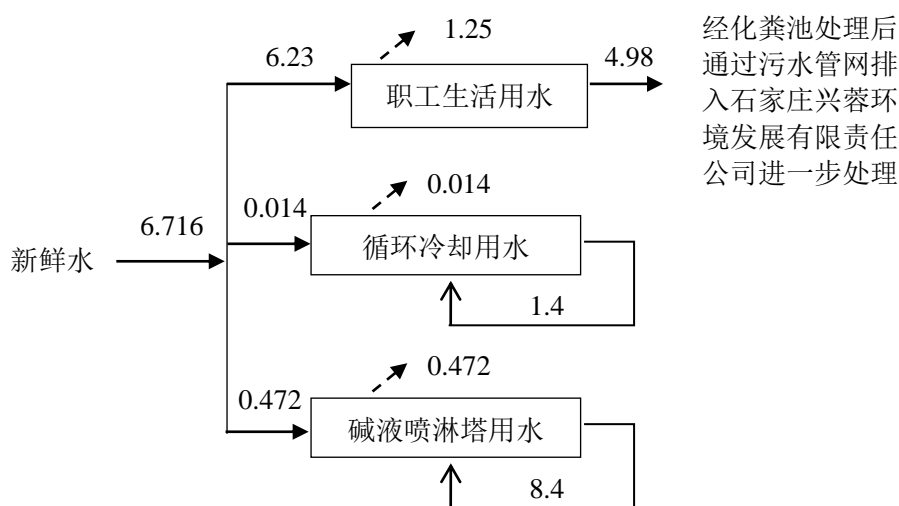 1.25
6.23
4.98
职工生活用水
经化粪池处理后
通过污水管网排
入石家庄兴蓉环
境发展有限责任
公司进一步处理
0.014
0.014
6.716
新鲜水
循环冷却用水
1.4
0.472
0.472
碱液喷淋塔用水
8.4